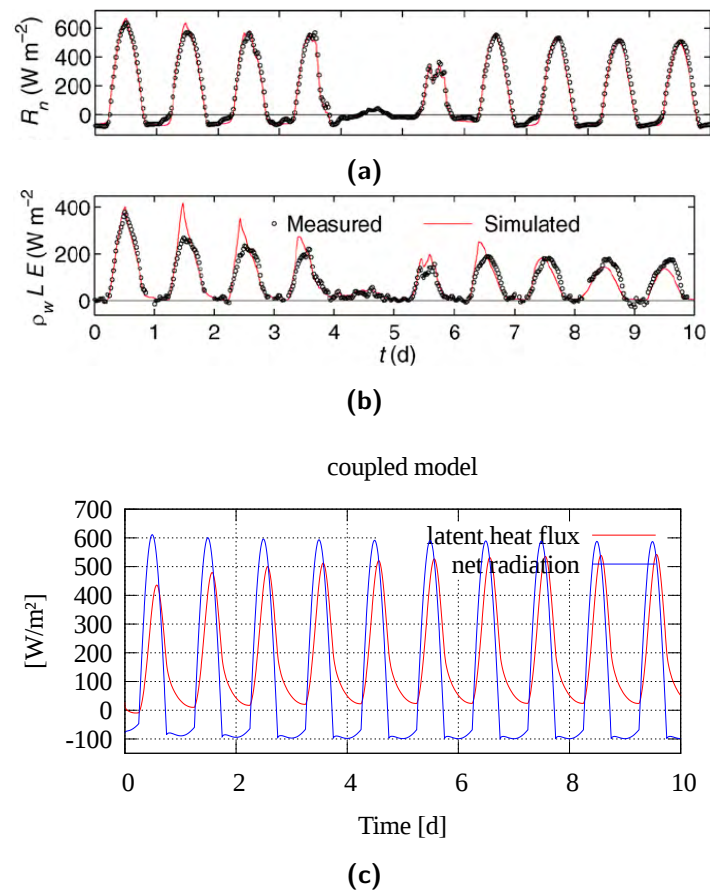 600
400
200
0
R_n (W m⁻²)
(a)
400
200
0
ρ_w L E (W m⁻²)
Measured
Simulated
0 1 2 3 4 5 6 7 8 9 10
t (d)
(b)
coupled model
700
600
500
400
300
200
100
0
-100
[W/m²]
latent heat flux
net radiation
0 2 4 6 8 10
Time [d]
(c)